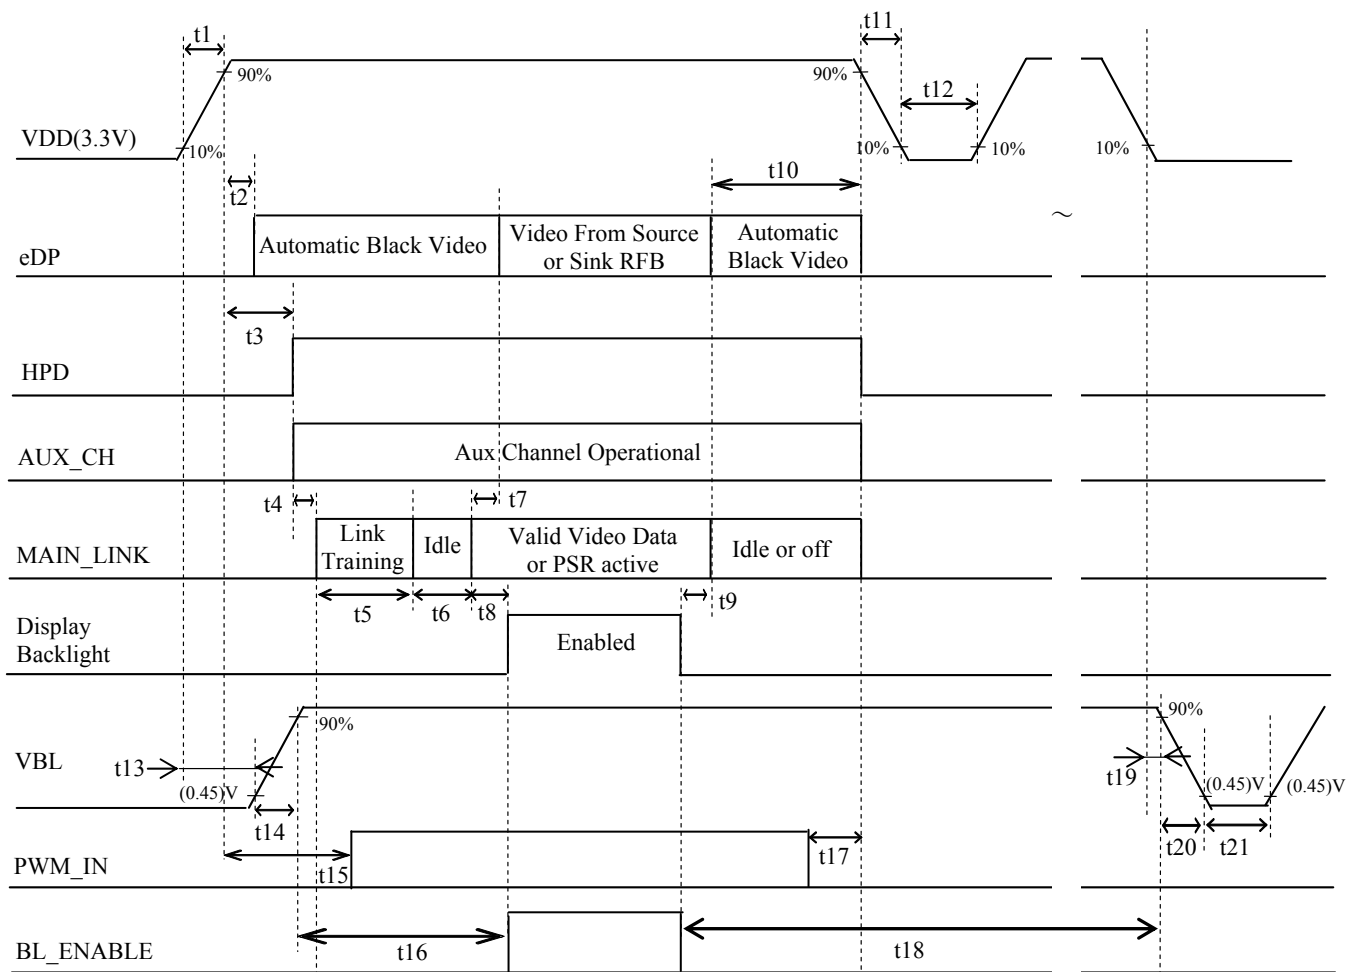 t1
t11
90%
90%
t12
VDD(3.3V)
10%
10%
10%
10%
t2
t10
~
eDP
Automatic Black Video
Video From Source
or Sink RFB
Automatic
Black Video
t3
HPD
AUX_CH
Aux Channel Operational
t4
t7
MAIN_LINK
Link
Training
Idle
Valid Video Data
or PSR active
Idle or off
t5
t6
t8
t9
Display
Backlight
Enabled
90%
90%
VBL
t13
t19
(0.45)V
(0.45)V
(0.45)V
t14
t20
t21
t17
PWM_IN
t15
BL_ENABLE
t16
t18